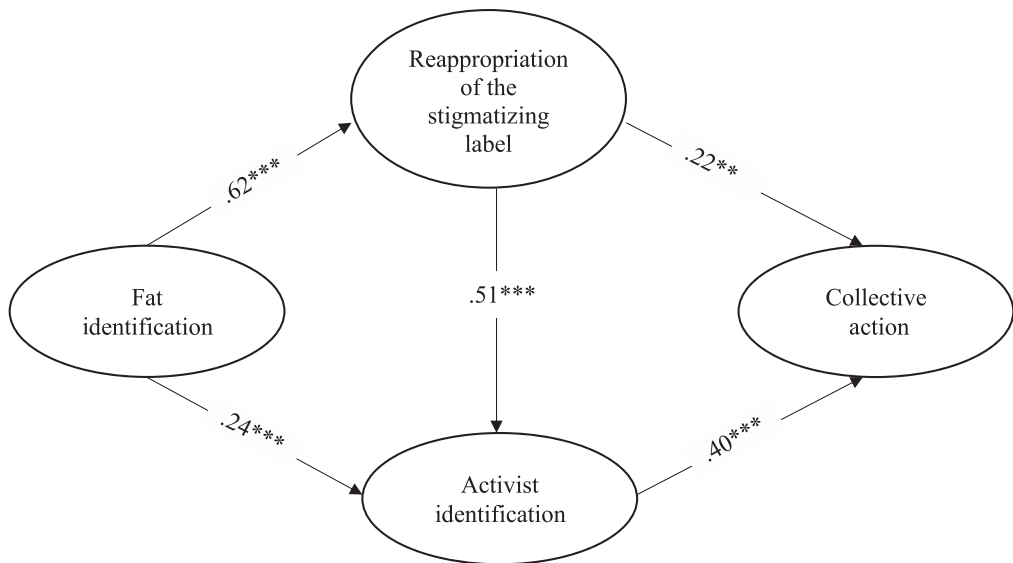 Reappropriation
of the
stigmatizing
label
.62***
.22**
Fat
identification
.51***
Collective
action
.24***
.40***
Activist
identification